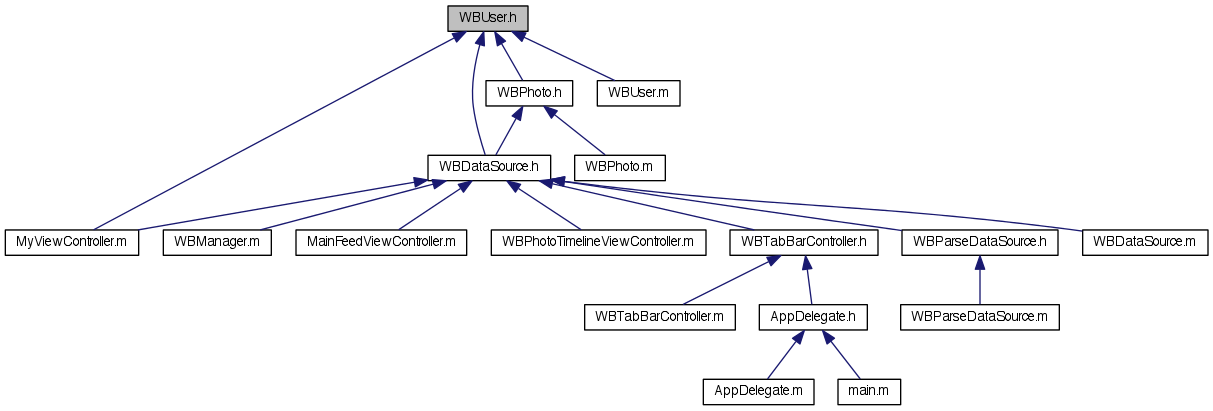 WBUser.h
WBPhoto.h
WBUser.m
WBDataSource.h
WBPhoto.m
MyViewController.m
WBManager.m
MainFeedViewController.m
WBPhotoTimelineViewController.m
WBTabBarController.h
WBParseDataSource.h
WBDataSource.m
WBTabBarController.m
AppDelegate.h
WBParseDataSource.m
AppDelegate.m
main.m